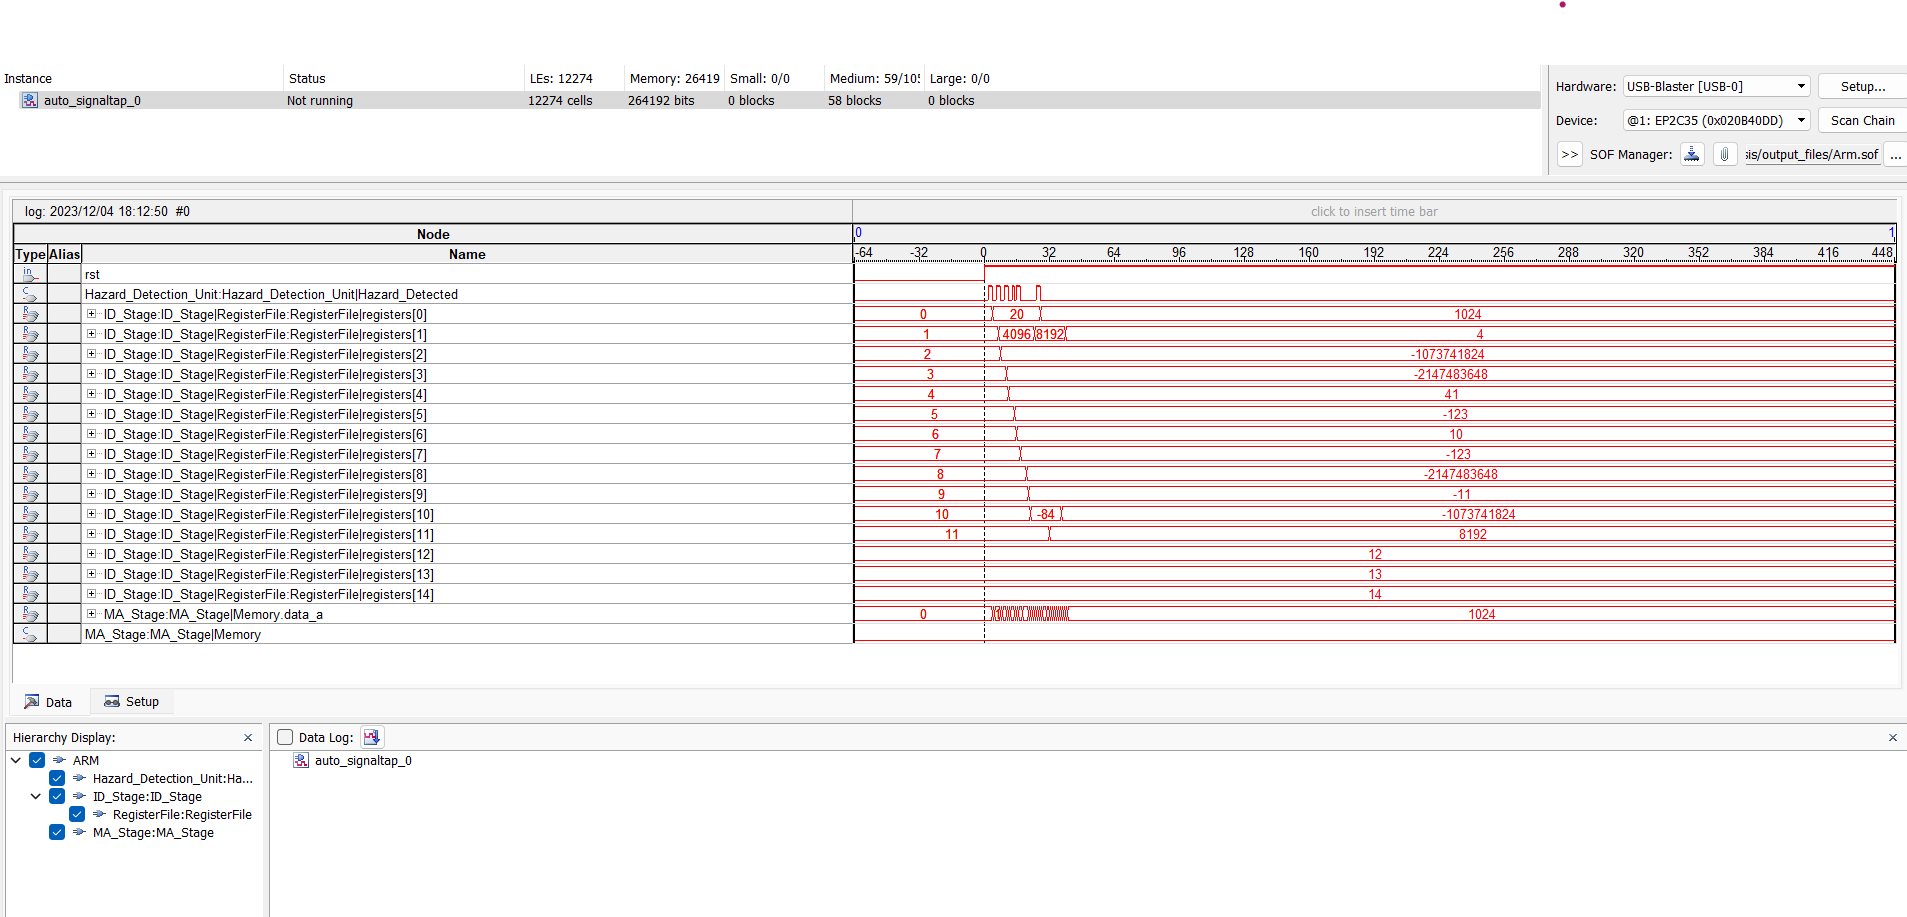 Instance Status LEs: 12274 Memory: 26419 Small: 0/0 Medium: 59/105 Large: 0/0
auto_signaltap_0 Not running 12274 cells 264192 bits 0 blocks 58 blocks 0 blocks
Hardware: USB-Blaster [USB-0] Setup...
Device: @1: EP2C35 (0x020B40DD) Scan Chain
>> SOF Manager: sis/output_files/Arm.sof ...
log: 2023/12/04 18:12:50 #0 click to insert time bar
Node 0 1
Type Alias Name -64 -32 0 32 64 96 128 160 192 224 256 288 320 352 384 416 448
in rst
C Hazard_Detection_Unit:Hazard_Detection_Unit|Hazard_Detected
R ID_Stage:ID_Stage|RegisterFile:RegisterFile|registers[0] 0 20 1024
R ID_Stage:ID_Stage|RegisterFile:RegisterFile|registers[1] 1 4096 8192 4
R ID_Stage:ID_Stage|RegisterFile:RegisterFile|registers[2] 2 -1073741824
R ID_Stage:ID_Stage|RegisterFile:RegisterFile|registers[3] 3 -2147483648
R ID_Stage:ID_Stage|RegisterFile:RegisterFile|registers[4] 4 41
R ID_Stage:ID_Stage|RegisterFile:RegisterFile|registers[5] 5 -123
R ID_Stage:ID_Stage|RegisterFile:RegisterFile|registers[6] 6 10
R ID_Stage:ID_Stage|RegisterFile:RegisterFile|registers[7] 7 -123
R ID_Stage:ID_Stage|RegisterFile:RegisterFile|registers[8] 8 -2147483648
R ID_Stage:ID_Stage|RegisterFile:RegisterFile|registers[9] 9 -11
R ID_Stage:ID_Stage|RegisterFile:RegisterFile|registers[10] 10 -84 -1073741824
R ID_Stage:ID_Stage|RegisterFile:RegisterFile|registers[11] 11 8192
R ID_Stage:ID_Stage|RegisterFile:RegisterFile|registers[12] 12
R ID_Stage:ID_Stage|RegisterFile:RegisterFile|registers[13] 13
R ID_Stage:ID_Stage|RegisterFile:RegisterFile|registers[14] 14
R MA_Stage:MA_Stage|Memory.data_a 0 1024
C MA_Stage:MA_Stage|Memory
Data Setup
Hierarchy Display: Data Log:
ARM auto_signaltap_0
Hazard_Detection_Unit:Ha...
ID_Stage:ID_Stage
RegisterFile:RegisterFile
MA_Stage:MA_Stage